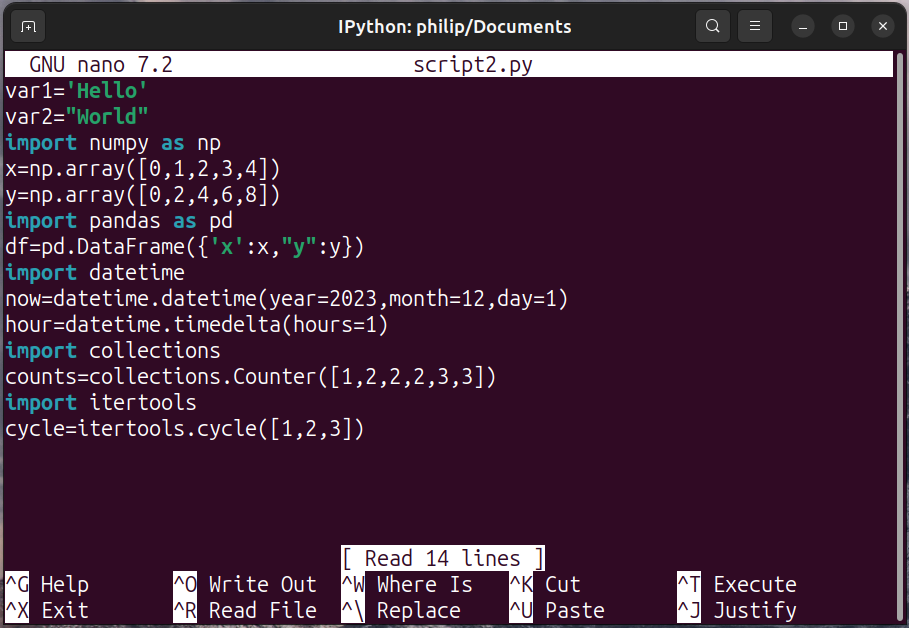 IPython: philip/Documents
GNU nano 7.2 script2.py
var1='Hello'
var2="World"
import numpy as np
x=np.array([0,1,2,3,4])
y=np.array([0,2,4,6,8])
import pandas as pd
df=pd.DataFrame({'x':x,"y":y})
import datetime
now=datetime.datetime(year=2023,month=12,day=1)
hour=datetime.timedelta(hours=1)
import collections
counts=collections.Counter([1,2,2,2,3,3])
import itertools
cycle=itertools.cycle([1,2,3])
[ Read 14 lines ]
^G Help ^O Write Out ^W Where Is ^K Cut ^T Execute
^X Exit ^R Read File ^\ Replace ^U Paste ^J Justify